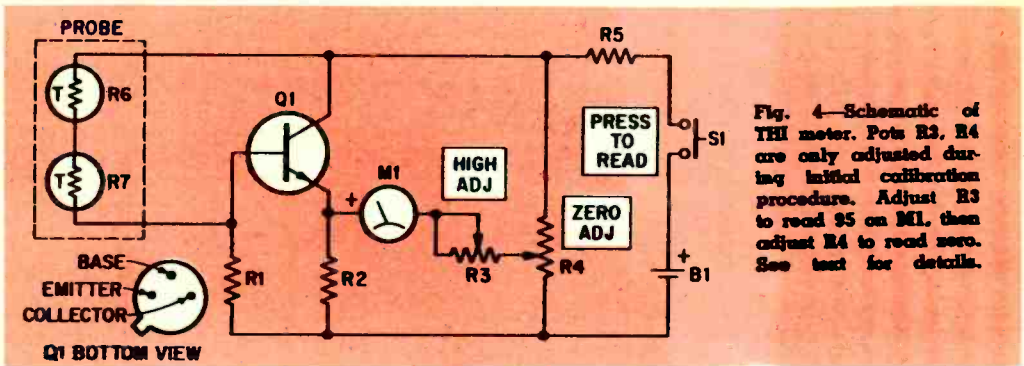 PROBE
T R6
T R7
Q1
M1
+
HIGH
ADJ
R3
ZERO
ADJ
R4
R5
PRESS
TO
READ
S1
+
B1
R1
R2
BASE
EMITTER
COLLECTOR
Q1 BOTTOM VIEW
Fig. 4—Schematic of
THI meter. Pots R3, R4
are only adjusted dur-
ing initial calibration
procedure. Adjust R3
to read 95 on M1, then
adjust R4 to read zero.
See text for details.